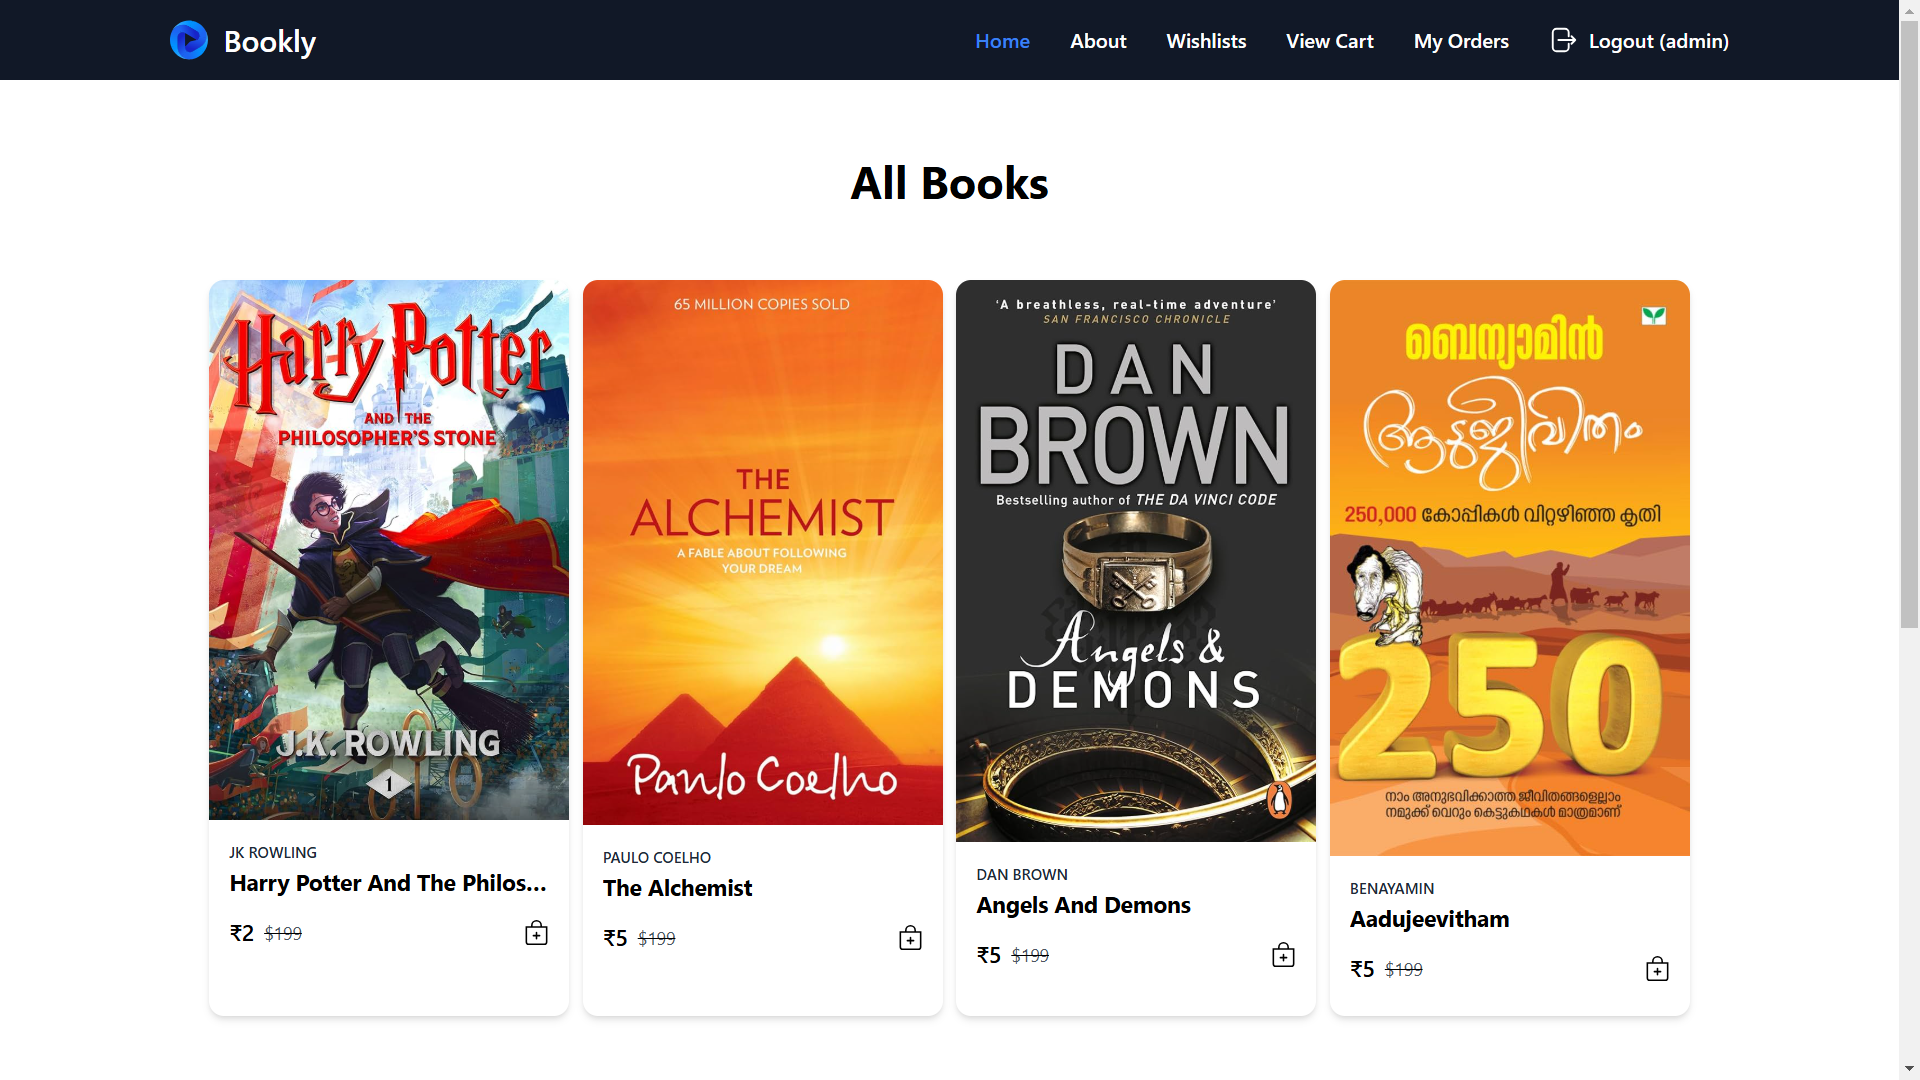 Bookly
Home
About
Wishlists
View Cart
My Orders
Logout (admin)
All Books
Harry Potter
AND THE
PHILOSOPHER'S STONE
J.K. ROWLING
1
JK ROWLING
Harry Potter And The Philos...
₹2 $199
65 MILLION COPIES SOLD
THE
ALCHEMIST
A FABLE ABOUT FOLLOWING
YOUR DREAM
Paulo Coelho
PAULO COELHO
The Alchemist
₹5 $199
'A breathless, real-time adventure'
SAN FRANCISCO CHRONICLE
DAN
BROWN
Bestselling author of THE DA VINCI CODE
Angels &
DEMONS
DAN BROWN
Angels And Demons
₹5 $199
ബെന്യാമിൻ
ആടുജീവിതം
250,000 കോപ്പികൾ വിറ്റഴിഞ്ഞ കൃതി
250
നാം അനുഭവിക്കാത്ത ജീവിതങ്ങളെല്ലാം
നമുക്ക് വെറും കെട്ടുകഥകൾ മാത്രമാണ്
BENAYAMIN
Aadujeevitham
₹5 $199